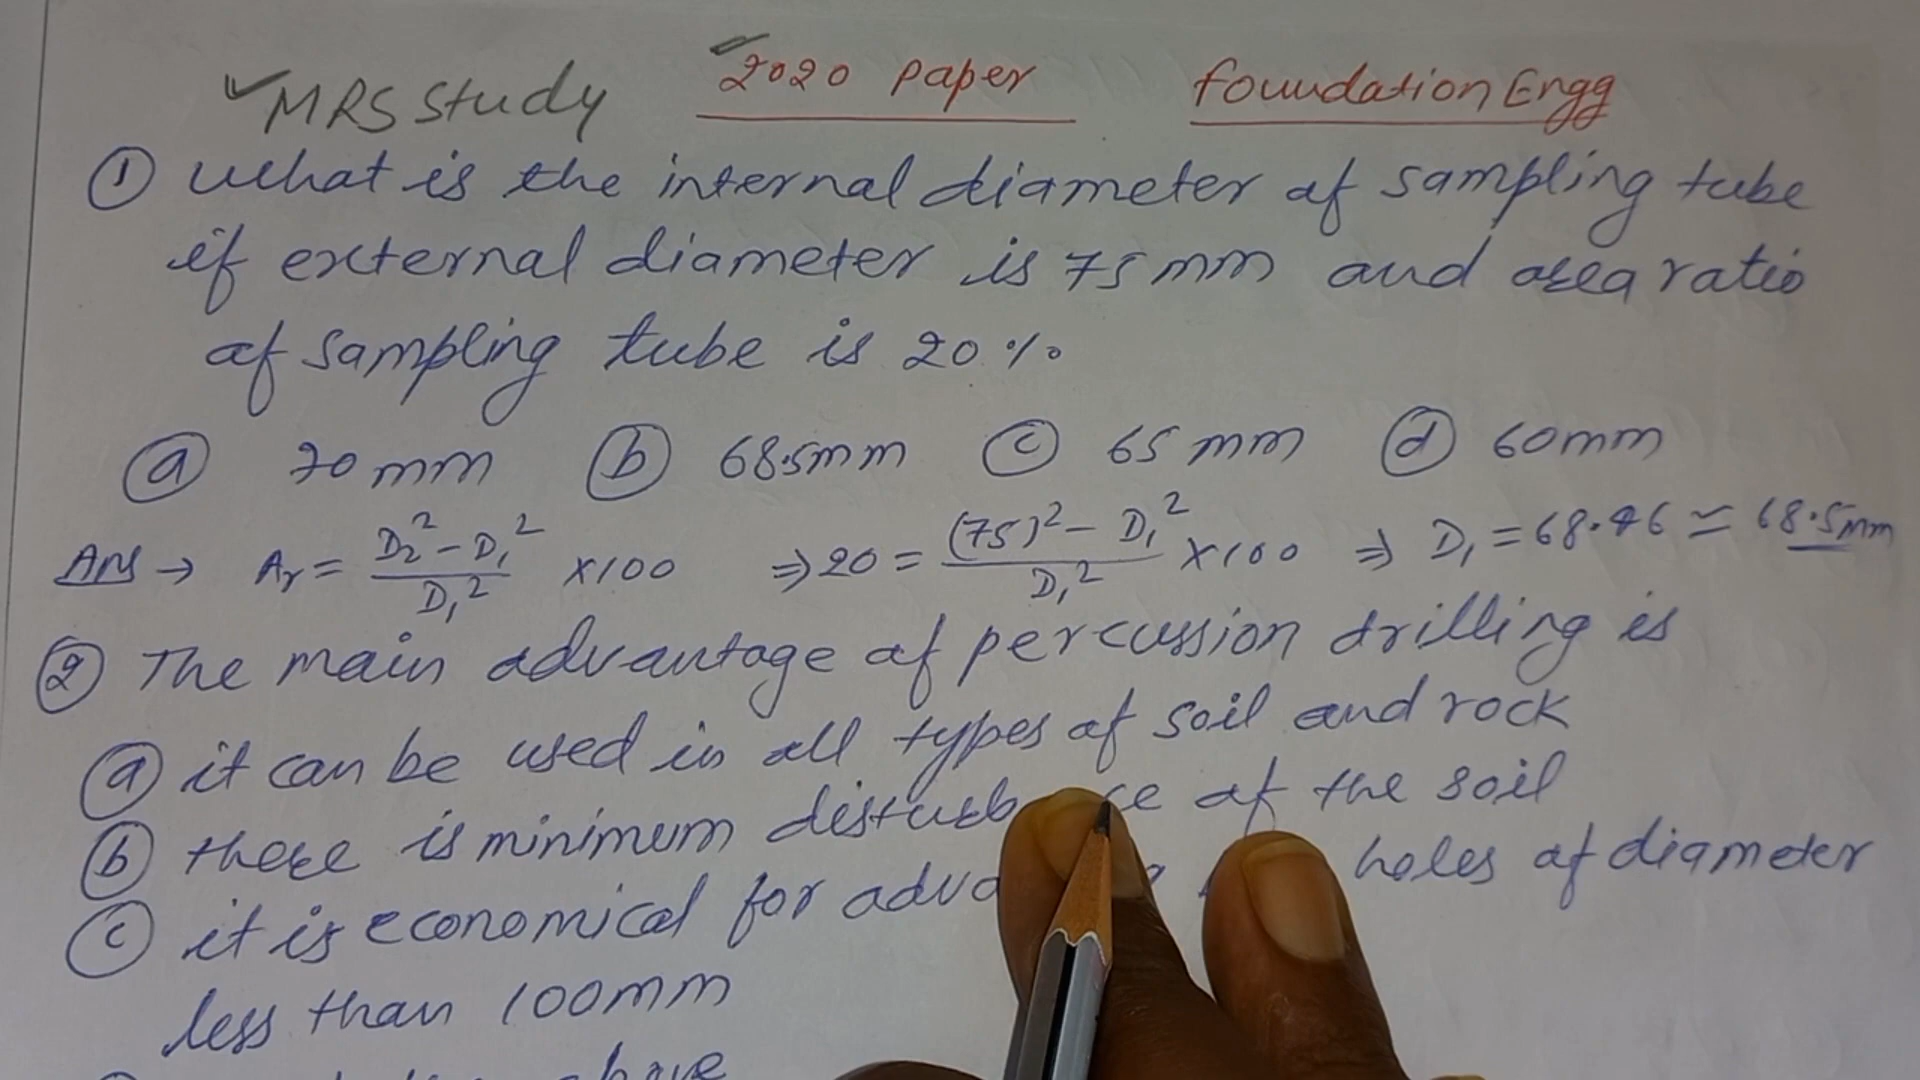 MRS Study 2020 Paper Foundation Engg
① What is the internal diameter of sampling tube
if external diameter is 75 mm and area ratio
of sampling tube is 20 %
ⓐ 70 mm ⓑ 68.5mm ⓒ 65 mm ⓓ 60mm
Ans → Ar = D₂² - D₁² / D₁² × 100 ⇒ 20 = (75)² - D₁² / D₁² × 100 ⇒ D₁ = 68.46 ≃ 68.5mm
② The main advantage of percussion drilling is
ⓐ it can be used in all types of soil and rock
ⓑ there is minimum of the soil
ⓒ it is economical for holes of diameter
less than 100mm
above